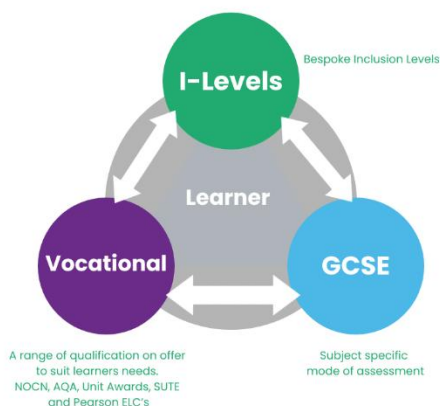 I-Levels
Bespoke Inclusion Levels
Learner
Vocational
GCSE
A range of qualification on offer
to suit learners needs.
NOCN, AQA, Unit Awards, SUTE
and Pearson ELC's
Subject specific
mode of assessment